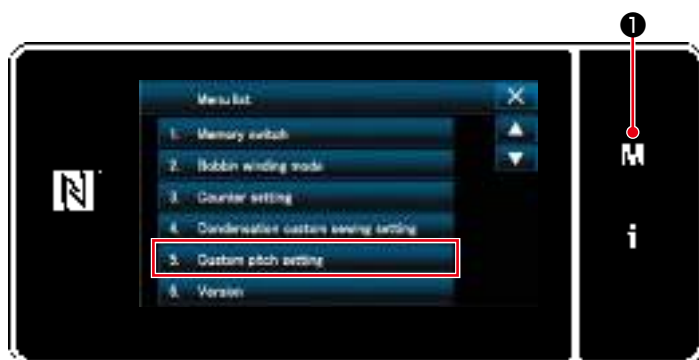 ❶
Menu list
1. Memory switch
2. Bobbin winding mode
3. Counter setting
4. Condensation custom sewing setting
5. Custom pitch setting
6. Version
M
i